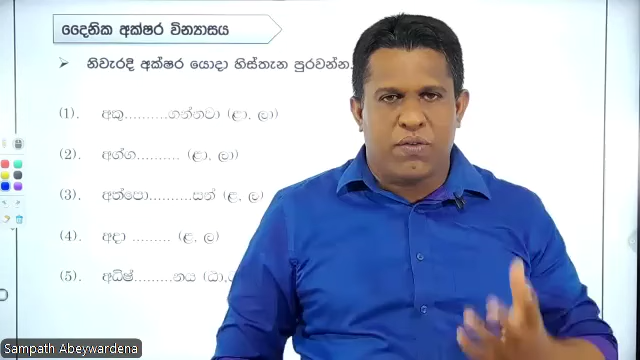 දෛනික අක්ෂර වින්‍යාසය
➢ නිවැරදි අක්ෂර යොදා හිස්තැන පුරවන්න.
(1). අකු..........ගන්නවා (ළා, ලා)
(2). අග්ග.......... (ළා, ලා)
(3). අත්පො..........සන් (ළ, ල)
(4). අදා ......... (ළ, ල)
(5). අධිෂ්.........නය (ධා,
Sampath Abeywardena